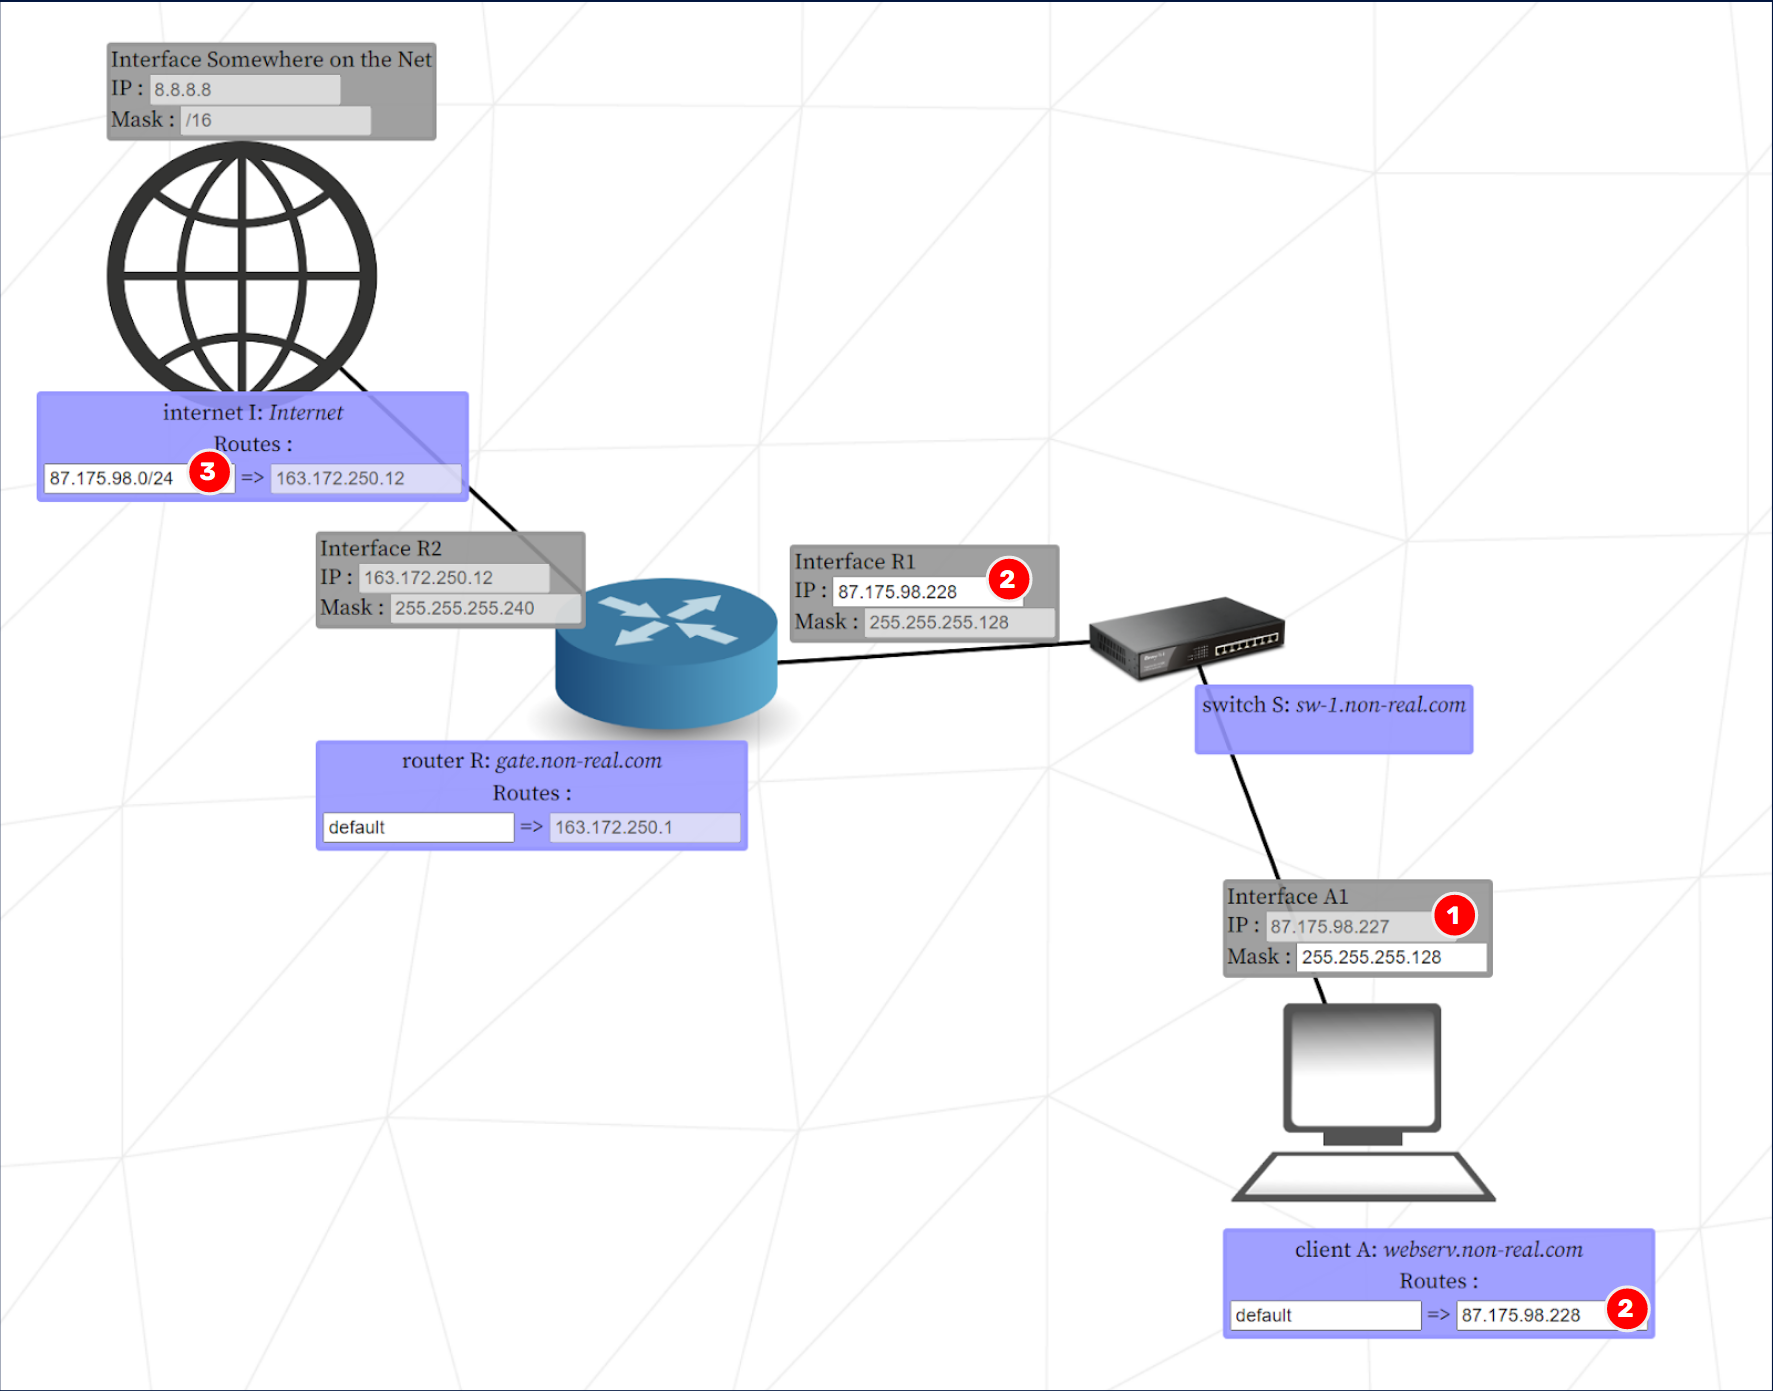 Interface Somewhere on the Net
IP : 8.8.8.8
Mask : /16
internet I: Internet
Routes :
87.175.98.0/24 3 => 163.172.250.12
Interface R2
IP : 163.172.250.12
Mask : 255.255.255.240
Interface R1
IP : 87.175.98.228 2
Mask : 255.255.255.128
switch S: sw-1.non-real.com
router R: gate.non-real.com
Routes :
default => 163.172.250.1
Interface A1
IP : 87.175.98.227 1
Mask : 255.255.255.128
client A: webserv.non-real.com
Routes :
default => 87.175.98.228 2